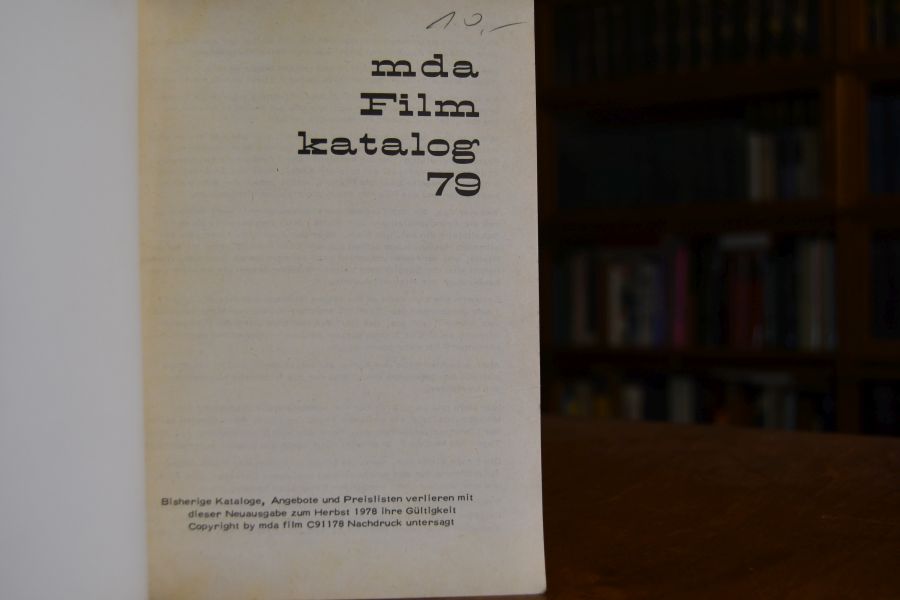 10,-
mda
Film
katalog
79
Bisherige Kataloge, Angebote und Preislisten verlieren mit
dieser Neuausgabe zum Herbst 1978 ihre Gültigkeit
Copyright by mda film C91178 Nachdruck untersagt